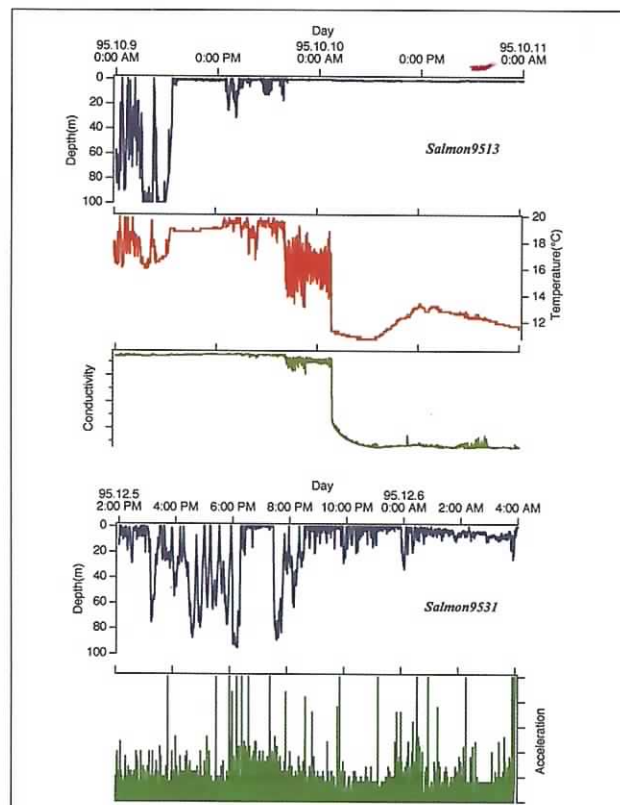 Day
95.10.9 95.10.10 95.10.11
0:00 AM 0:00 PM 0:00 AM 0:00 PM 0:00 AM
0
20
40
60
80
100
Depth(m)
Salmon9513
20
18
16
14
12
Temperature(°C)
Conductivity
Day
95.12.5 95.12.6
2:00 PM 4:00 PM 6:00 PM 8:00 PM 10:00 PM 0:00 AM 2:00 AM 4:00 AM
0
20
40
60
80
100
Depth(m)
Salmon9531
Acceleration